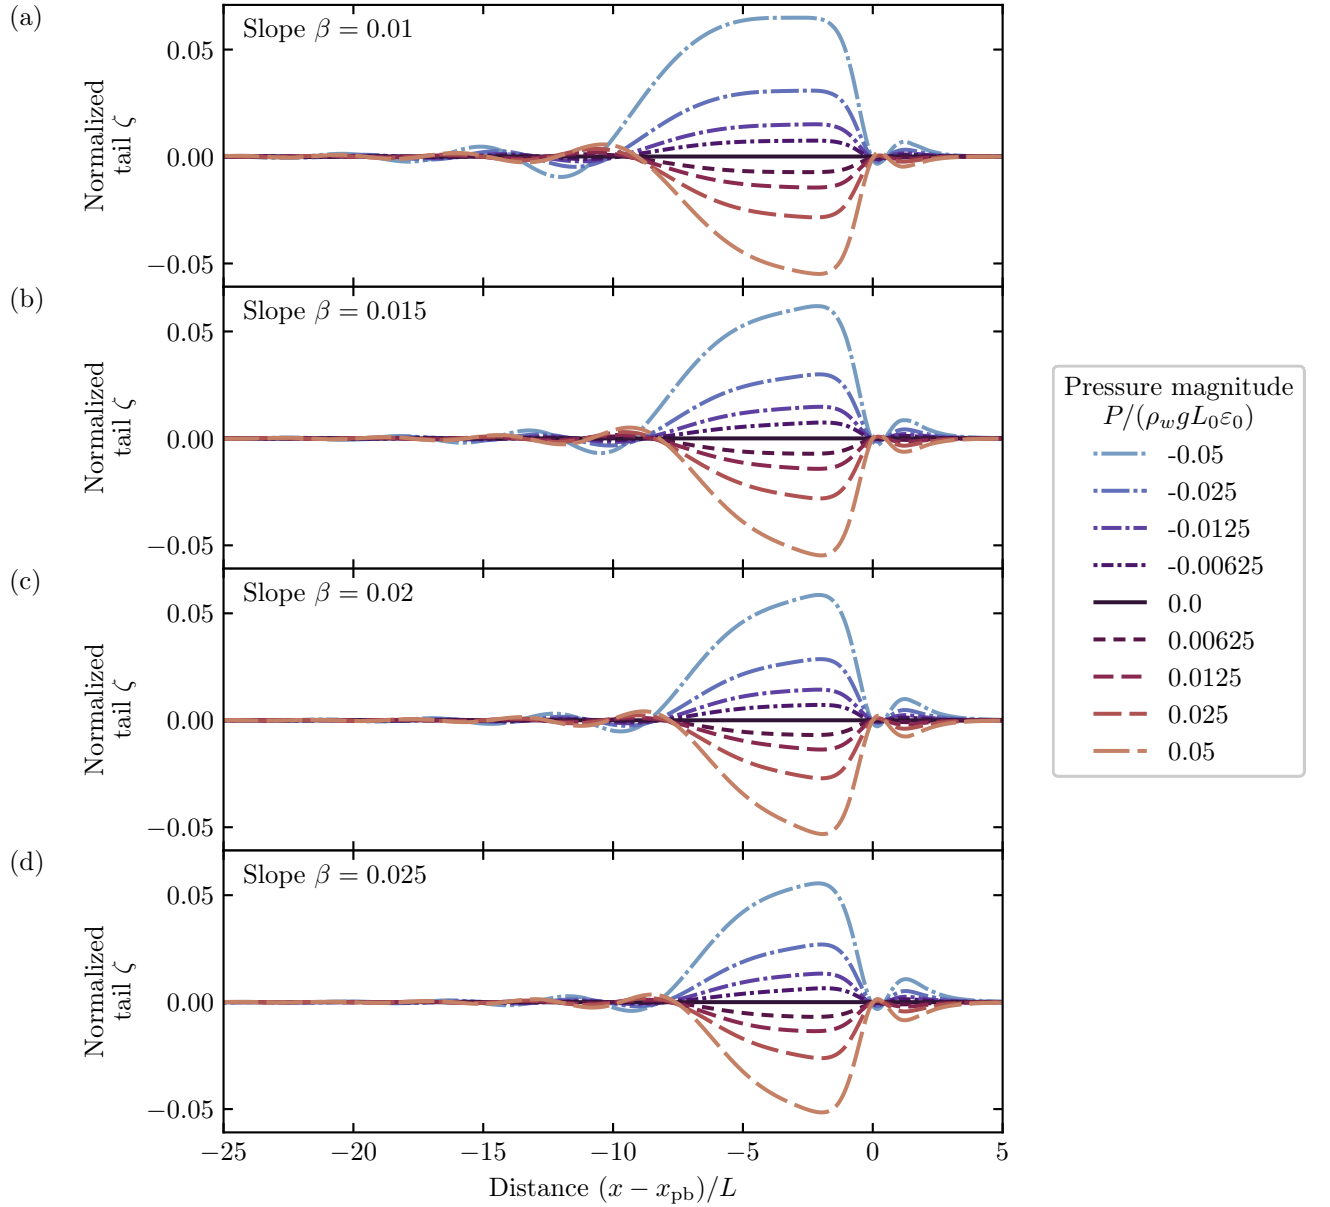 (a)
Slope β = 0.01
0.05
0.00
−0.05
Normalized
tail ζ
(b)
Slope β = 0.015
0.05
0.00
−0.05
Normalized
tail ζ
(c)
Slope β = 0.02
0.05
0.00
−0.05
Normalized
tail ζ
(d)
Slope β = 0.025
0.05
0.00
−0.05
Normalized
tail ζ
−25 −20 −15 −10 −5 0 5
Distance (x − x_pb)/L
Pressure magnitude
P/(ρ_w g L_0 ε_0)
-0.05
-0.025
-0.0125
-0.00625
0.0
0.00625
0.0125
0.025
0.05